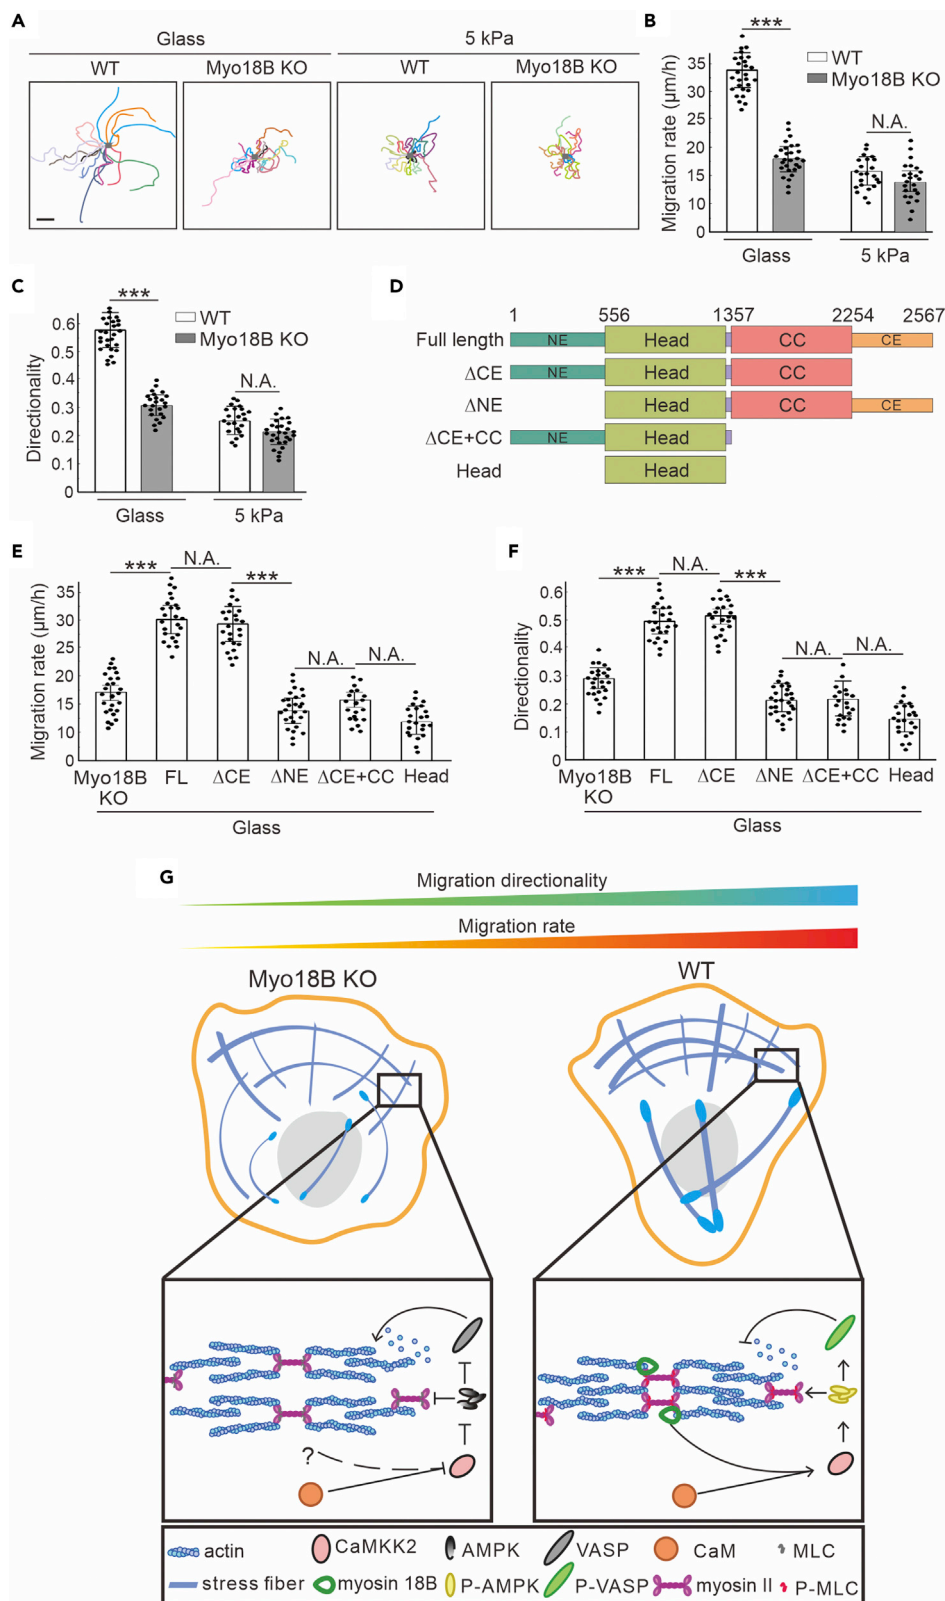 A
Glass
5 kPa
WT
Myo18B KO
WT
Myo18B KO
B
Migration rate (μm/h)
35
35
20
15
10
0
***
N.A.
WT
Myo18B KO
Glass
5 kPa
C
Directionality
0.6
0.5
0.4
0.3
0.2
0.1
0
***
N.A.
WT
Myo18B KO
Glass
5 kPa
D
1
556
1357
2254
2567
Full length
NE
Head
CC
CE
ΔCE
NE
Head
CC
ΔNE
Head
CC
CE
ΔCE+CC
NE
Head
Head
Head
E
Migration rate (μm/h)
35
30
25
20
15
10
0
***
N.A.
***
N.A.
N.A.
Myo18B KO
FL
ΔCE
ΔNE
ΔCE+CC
Head
Glass
F
Directionality
0.6
0.5
0.4
0.3
0.2
0.1
0
***
N.A.
***
N.A.
N.A.
Myo18B KO
FL
ΔCE
ΔNE
ΔCE+CC
Head
Glass
G
Migration directionality
Migration rate
Myo18B KO
WT
?
actin
CaMKK2
AMPK
VASP
CaM
MLC
stress fiber
myosin 18B
P-AMPK
P-VASP
myosin II
P-MLC